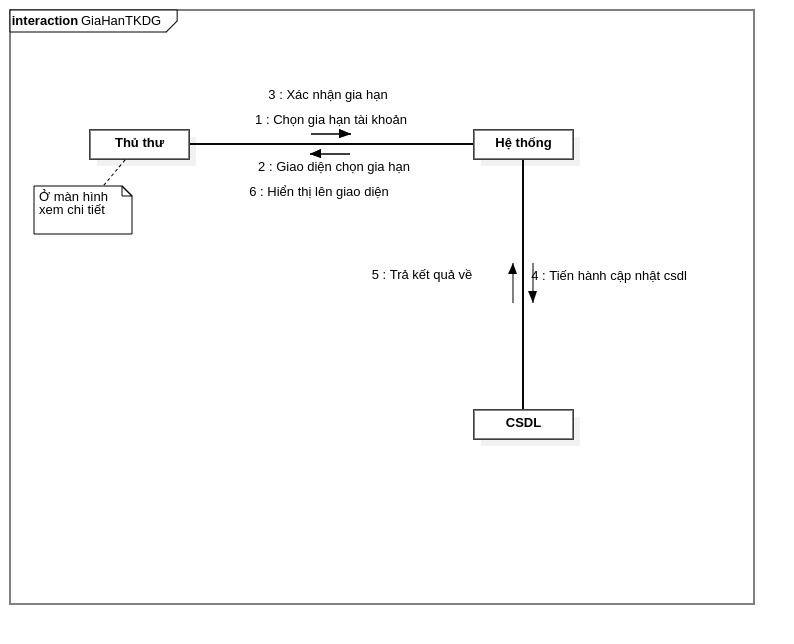 interaction GiaHanTKDG
3 : Xác nhận gia hạn
1 : Chọn gia hạn tài khoản
Thủ thư
Hệ thống
2 : Giao diện chọn gia hạn
6 : Hiển thị lên giao diện
Ở màn hình
xem chi tiết
5 : Trả kết quả về
4 : Tiến hành cập nhật csdl
CSDL